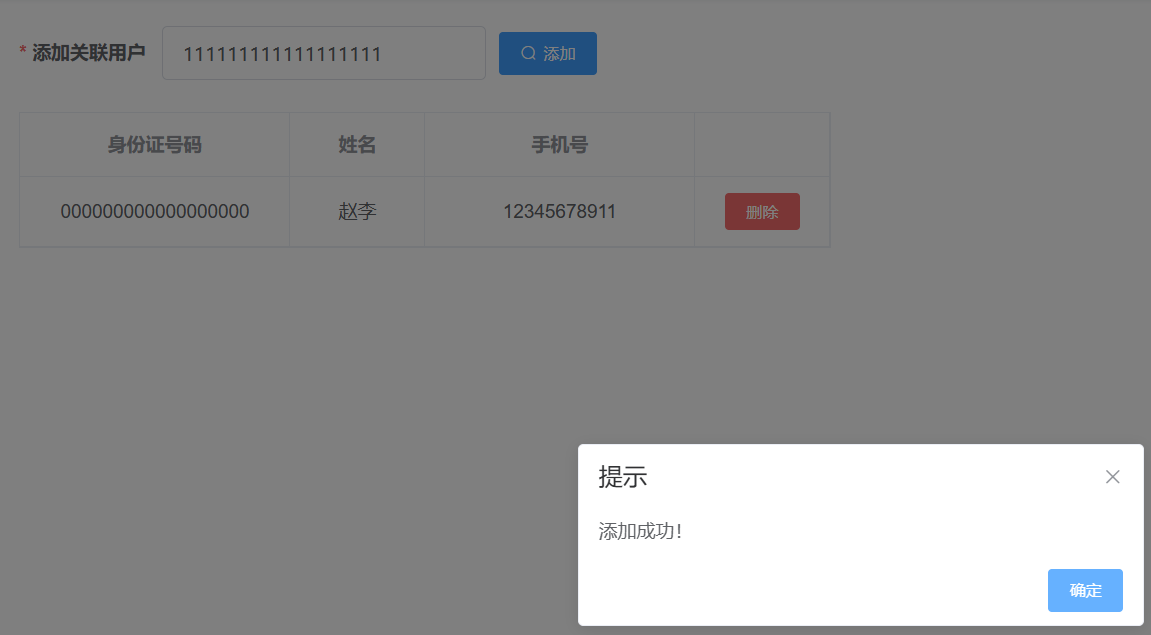 * 添加关联用户 111111111111111111 添加
身份证号码 姓名 手机号
000000000000000000 赵李 12345678911 删除
提示
添加成功!
确定